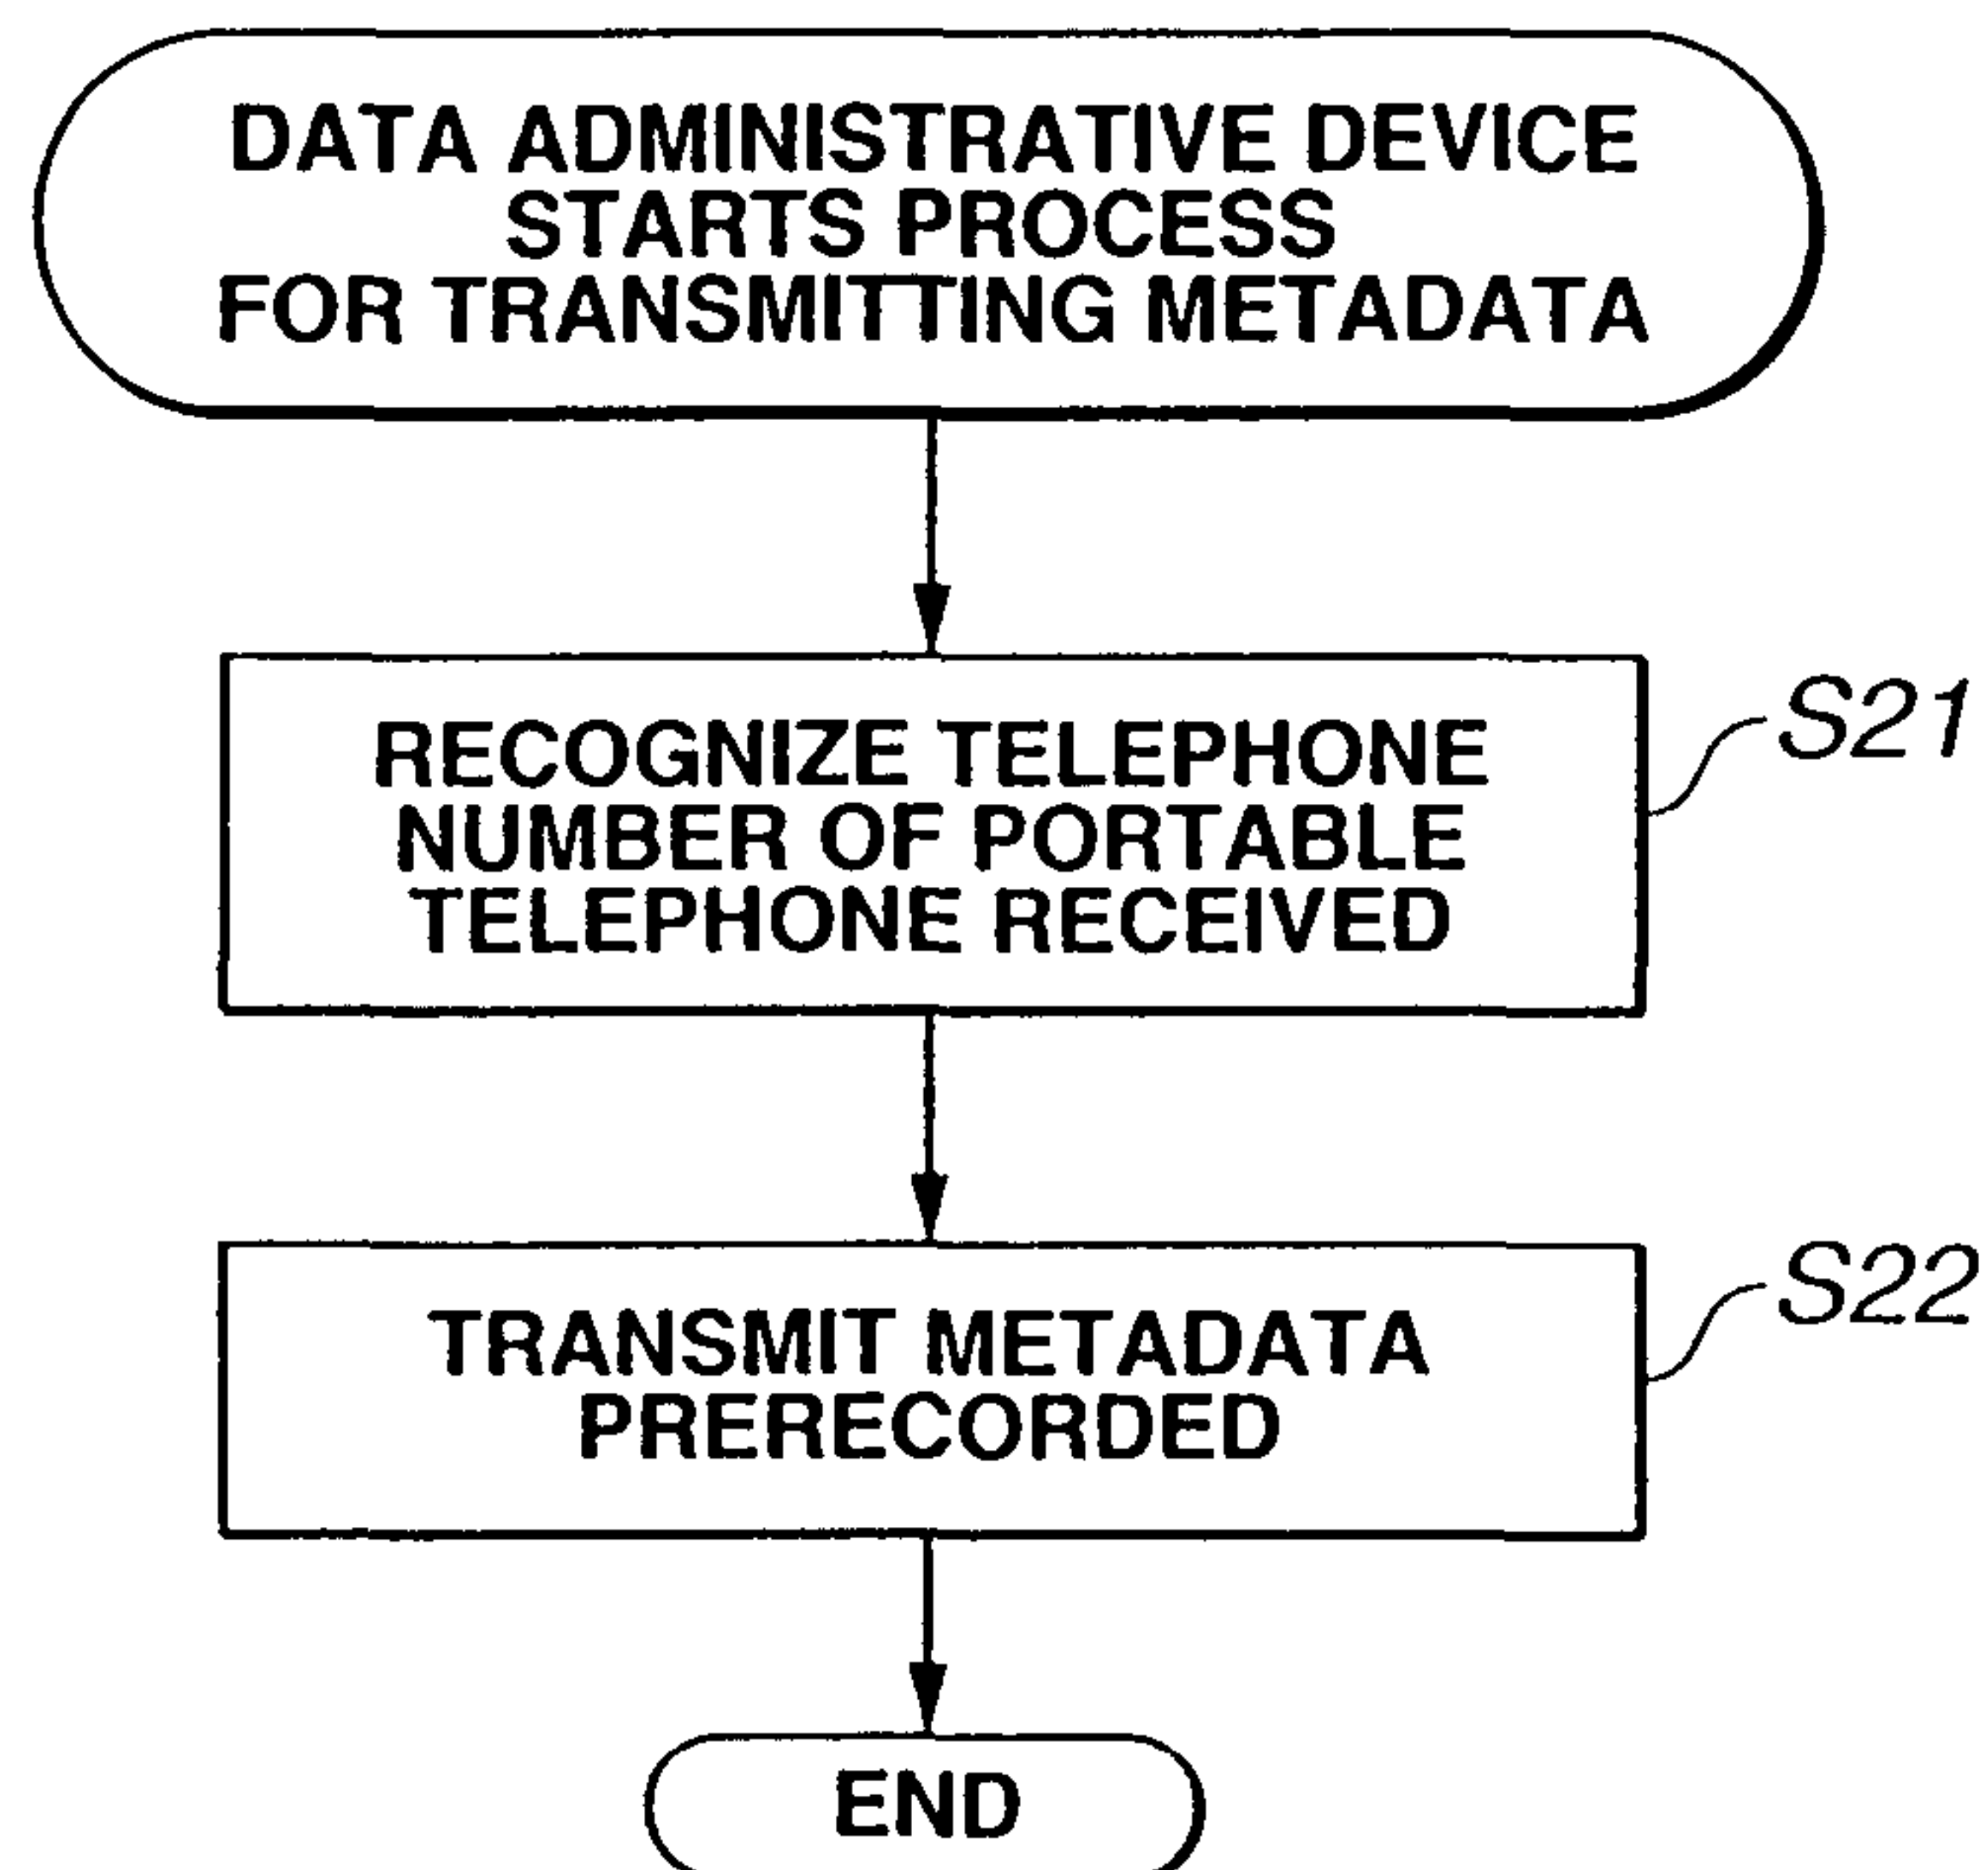 DATA ADMINISTRATIVE DEVICE
STARTS PROCESS
FOR TRANSMITTING METADATA
RECOGNIZE TELEPHONE
NUMBER OF PORTABLE
TELEPHONE RECEIVED
S21
TRANSMIT METADATA
PRERECORDED
S22
END